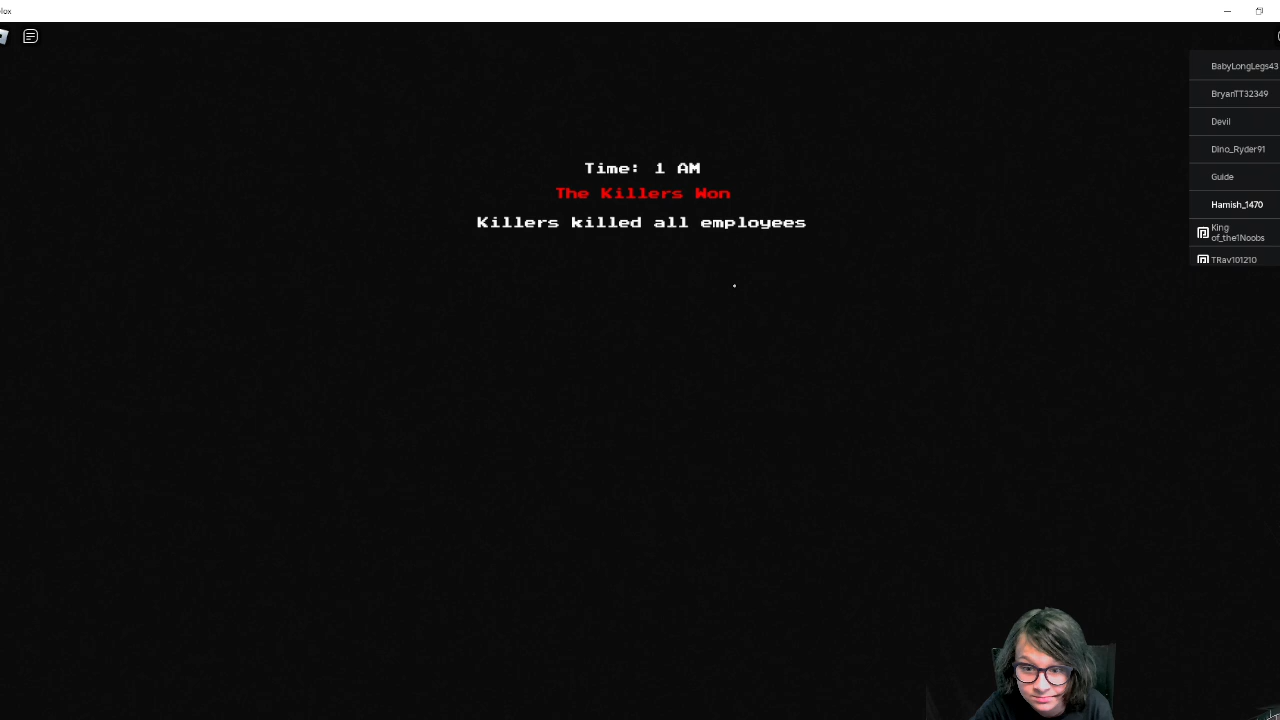 Time: 1 AM
The Killers Won
Killers killed all employees
BabyLongLegs43
BryanTT32349
Devil
Dino_Ryder91
Guide
Hamish_1470
King
of_the1Noobs
TRav101210